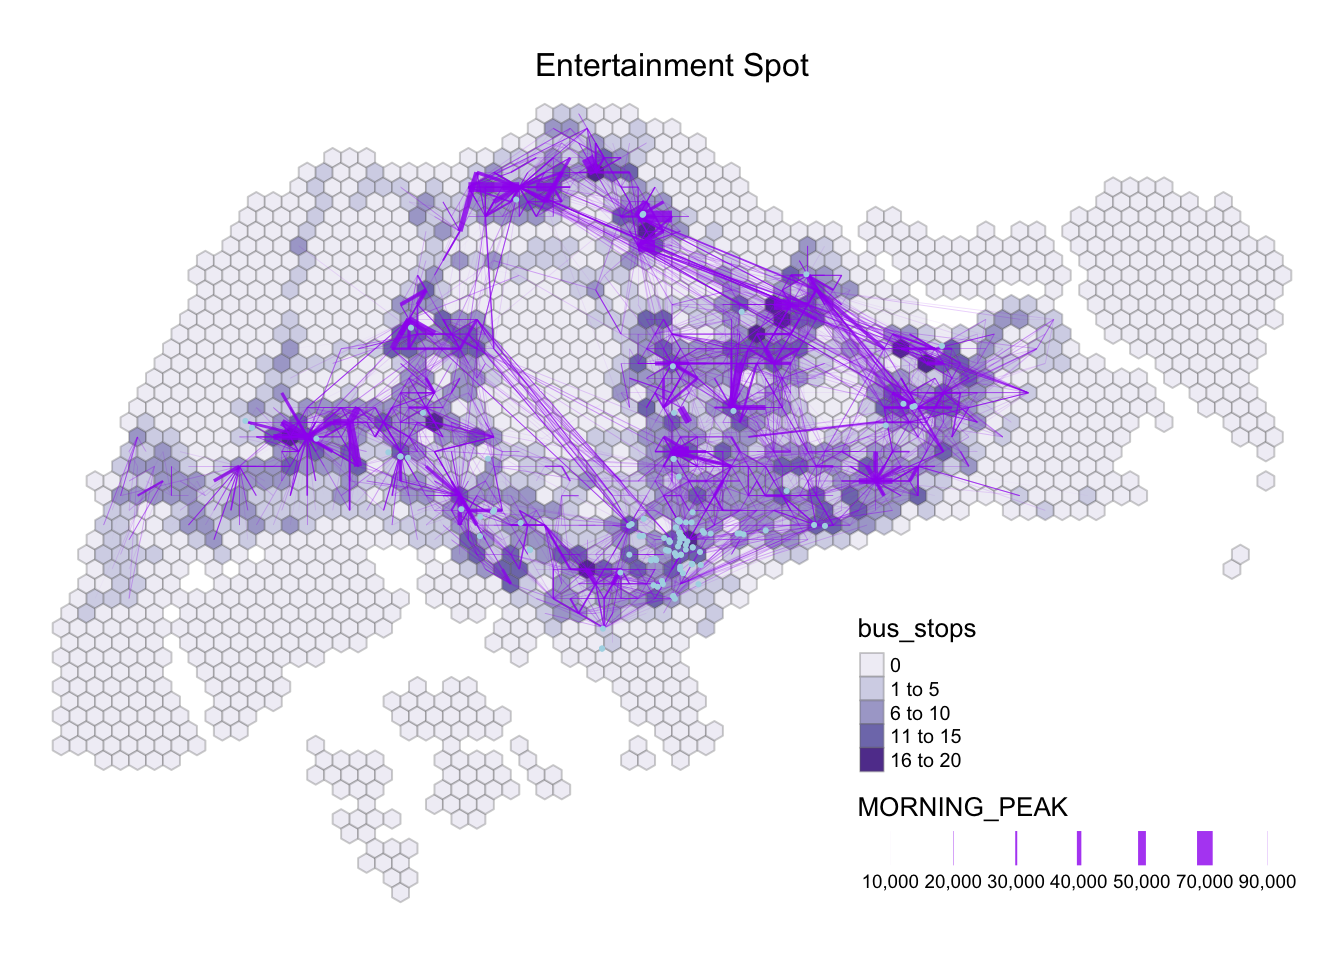 Entertainment Spot
bus_stops
0
1 to 5
6 to 10
11 to 15
16 to 20
MORNING_PEAK
10,000 20,000 30,000 40,000 50,000 70,000 90,000